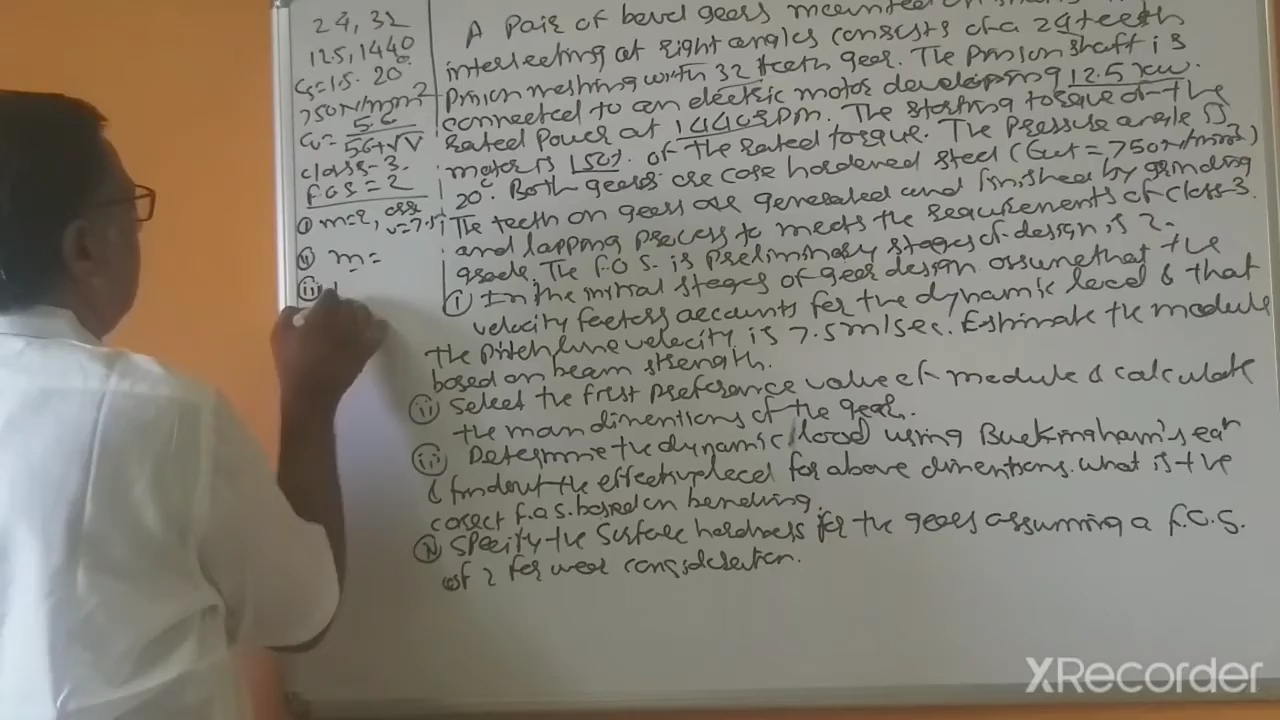 24, 32
12.5, 1440
Cs=1.5. 20°
750N/mm²
Cv = 5.6
5.6+√V
class-3.
F.O.S = 2
i m=?,
v=7.5
ii m=
iii
A pair of bevel gears mounted on
intersecting at right angles consists of a 24 teeth
pinion meshing with 32 teeth gear. The pinion shaft is
connected to an electric motor developing 12.5 kw.
rated power at 1440 rpm. The starting torque of the
motor is 150% of the rated torque. The pressure angle is
20°. Both gears are case hardened steel (Sut = 750N/mm²)
The teeth on gears are generated and finished by grinding
and lapping process to meets the requirements of class-3
grade. The F.O.S. is preliminary stages of design is 2.
i In the initial stages of gear design assume that the
velocity factors accounts for the dynamic load & that
the pitch line velocity is 7.5 m/sec. Estimate the module
based on beam strength.
ii Select the first preference value of module & calculate
the main dimentions of the gear.
iii Determine the dynamic load using Buckingham's eqn
& find out the effective load for above dimentions. What is the
corect f.o.s. based on bending.
iv Specify the Surface hardness for the gears assuming a F.O.S.
of 2 for wear consideration.
XRecorder